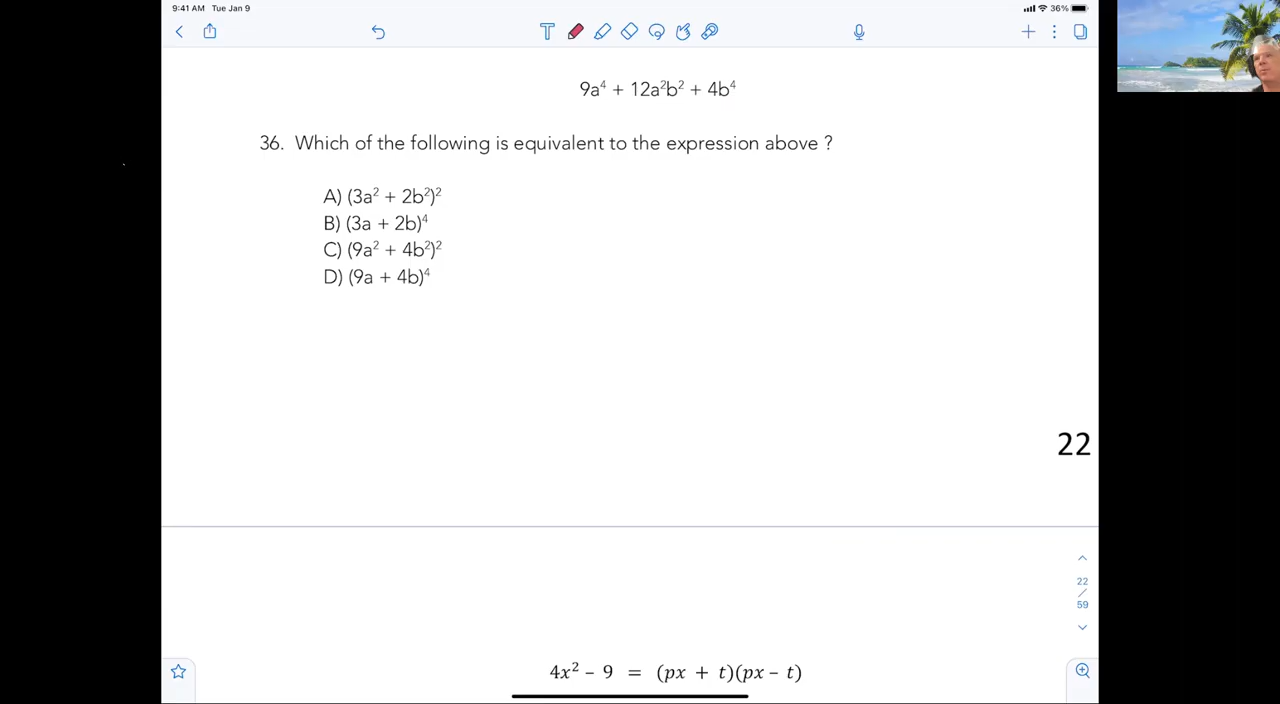 9:41 AM Tue Jan 9
36%
T
9a⁴ + 12a²b² + 4b⁴
36. Which of the following is equivalent to the expression above ?
A) (3a² + 2b²)²
B) (3a + 2b)⁴
C) (9a² + 4b²)²
D) (9a + 4b)⁴
22
22
/
59
4x² – 9 = (px + t)(px – t)